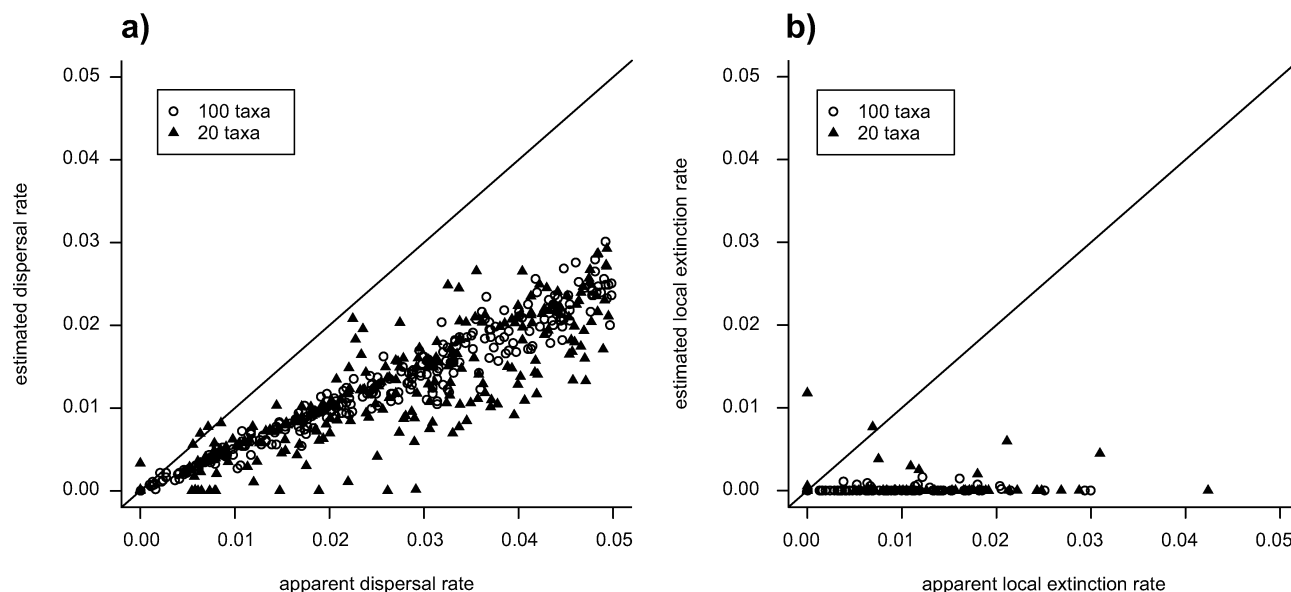 a)
0.05
0.04
0.03
0.02
0.01
0.00
estimated dispersal rate
100 taxa
20 taxa
0.00 0.01 0.02 0.03 0.04 0.05
apparent dispersal rate
b)
0.05
0.04
0.03
0.02
0.01
0.00
estimated local extinction rate
100 taxa
20 taxa
0.00 0.01 0.02 0.03 0.04 0.05
apparent local extinction rate